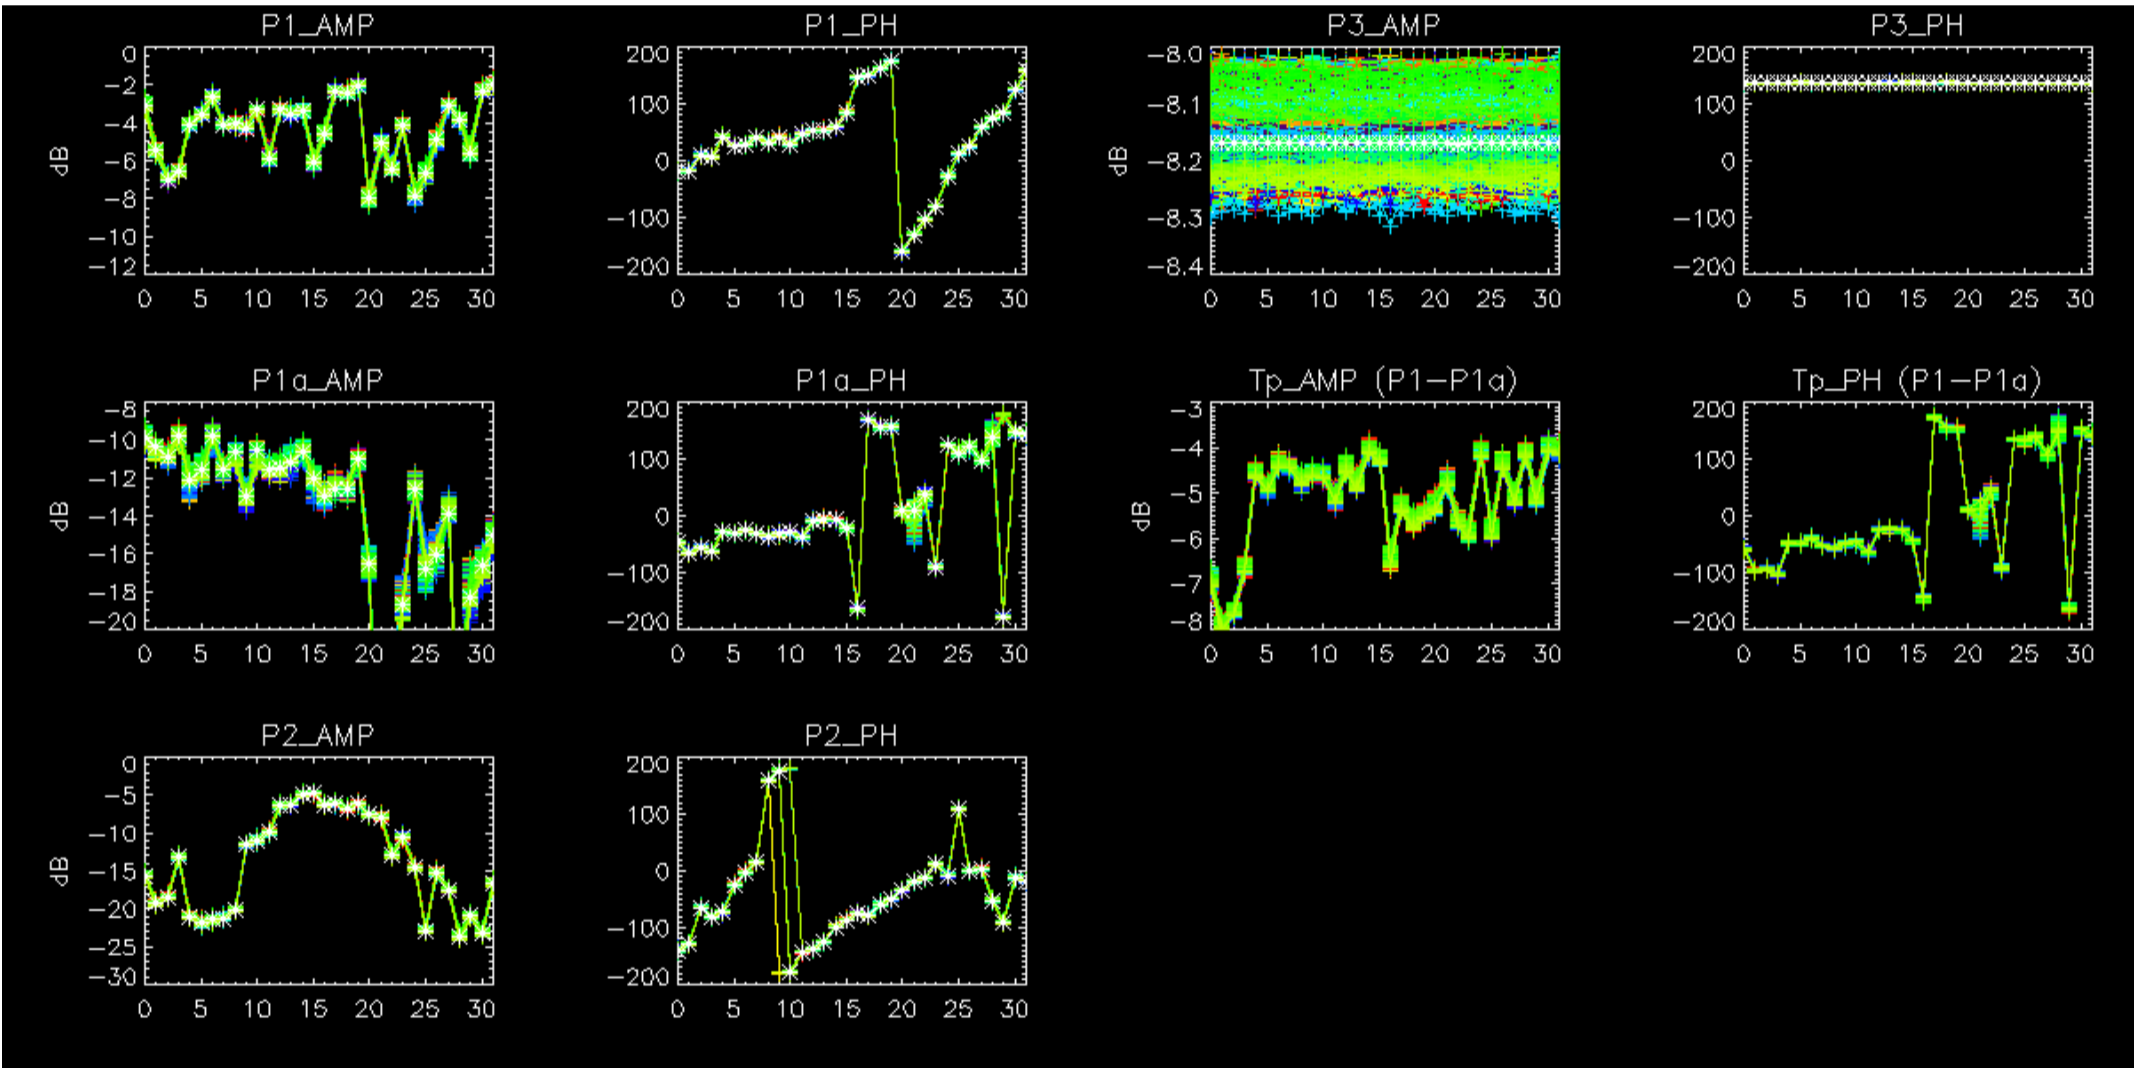 P1_AMP
P1_PH
P3_AMP
P3_PH
0
-2
-4
-6
-8
-10
-12
dB
0 5 10 15 20 25 30
200
100
0
-100
-200
0 5 10 15 20 25 30
-8.0
-8.1
-8.2
-8.3
-8.4
dB
0 5 10 15 20 25 30
200
100
0
-100
-200
0 5 10 15 20 25 30
P1a_AMP
P1a_PH
Tp_AMP (P1-P1a)
Tp_PH (P1-P1a)
-8
-10
-12
-14
-16
-18
-20
dB
0 5 10 15 20 25 30
200
100
0
-100
-200
0 5 10 15 20 25 30
-3
-4
-5
-6
-7
-8
dB
0 5 10 15 20 25 30
200
100
0
-100
-200
0 5 10 15 20 25 30
P2_AMP
P2_PH
0
-5
-10
-15
-20
-25
-30
dB
0 5 10 15 20 25 30
200
100
0
-100
-200
0 5 10 15 20 25 30